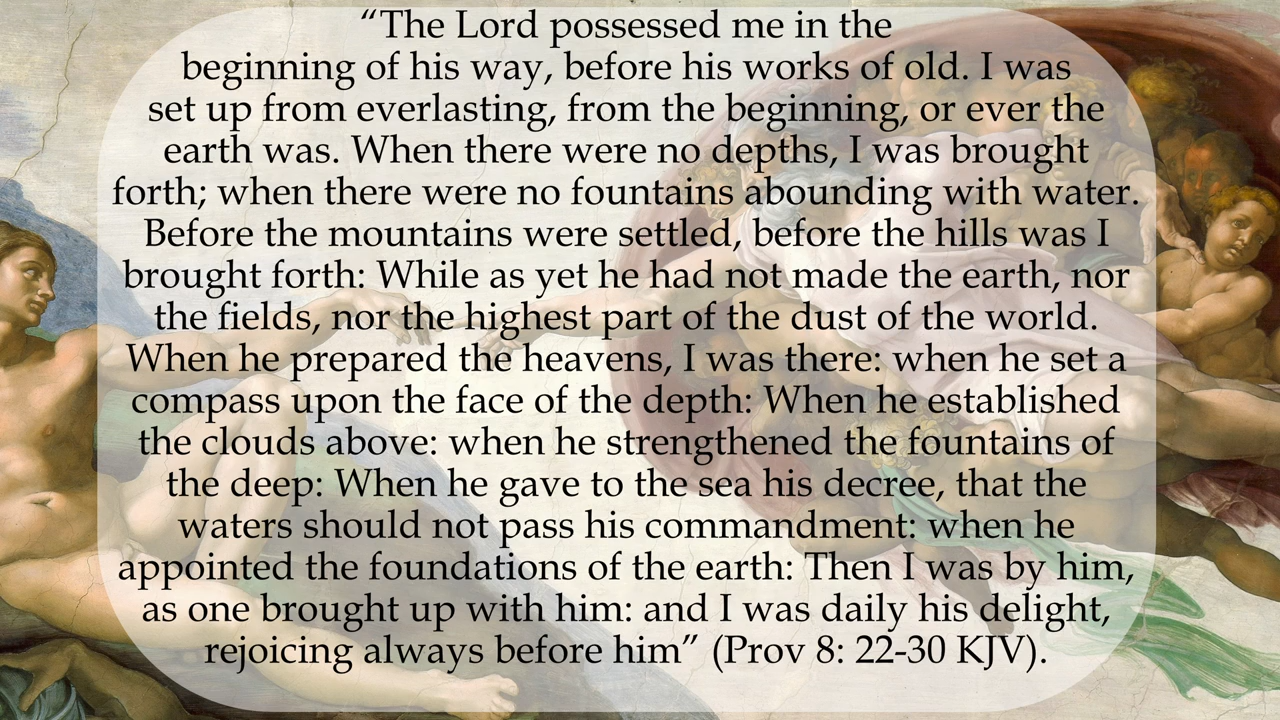 “The Lord possessed me in the
beginning of his way, before his works of old. I was
set up from everlasting, from the beginning, or ever the
earth was. When there were no depths, I was brought
forth; when there were no fountains abounding with water.
Before the mountains were settled, before the hills was I
brought forth: While as yet he had not made the earth, nor
the fields, nor the highest part of the dust of the world.
When he prepared the heavens, I was there: when he set a
compass upon the face of the depth: When he established
the clouds above: when he strengthened the fountains of
the deep: When he gave to the sea his decree, that the
waters should not pass his commandment: when he
appointed the foundations of the earth: Then I was by him,
as one brought up with him: and I was daily his delight,
rejoicing always before him” (Prov 8: 22-30 KJV).